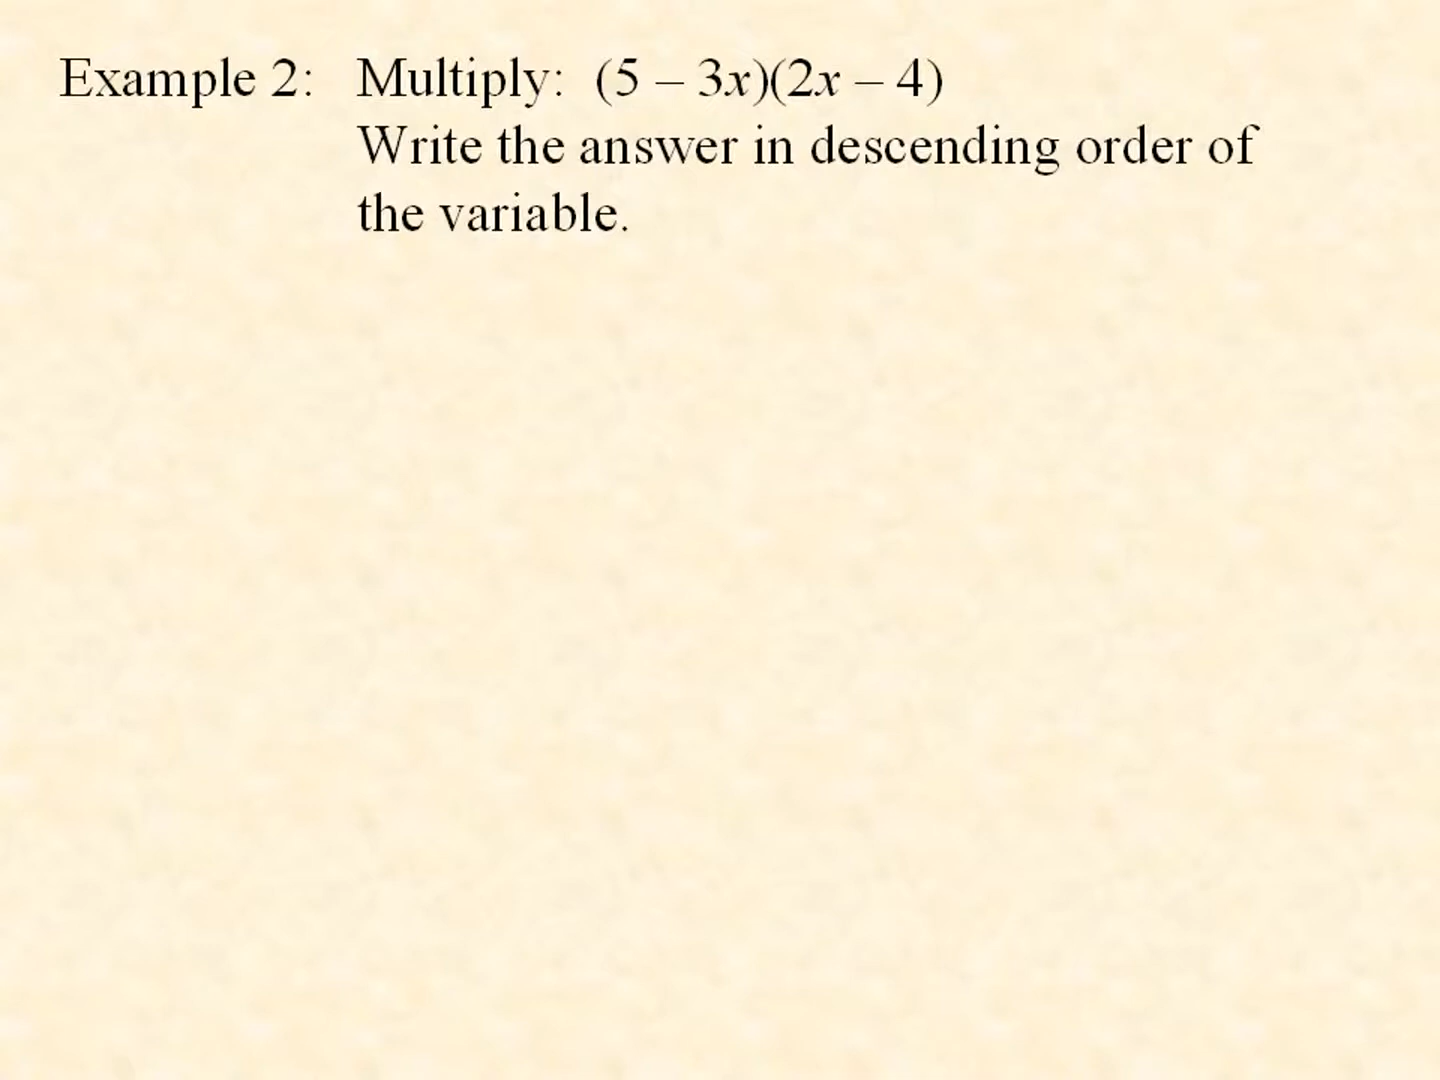 Example 2: Multiply: (5 – 3x)(2x – 4)
Write the answer in descending order of
the variable.